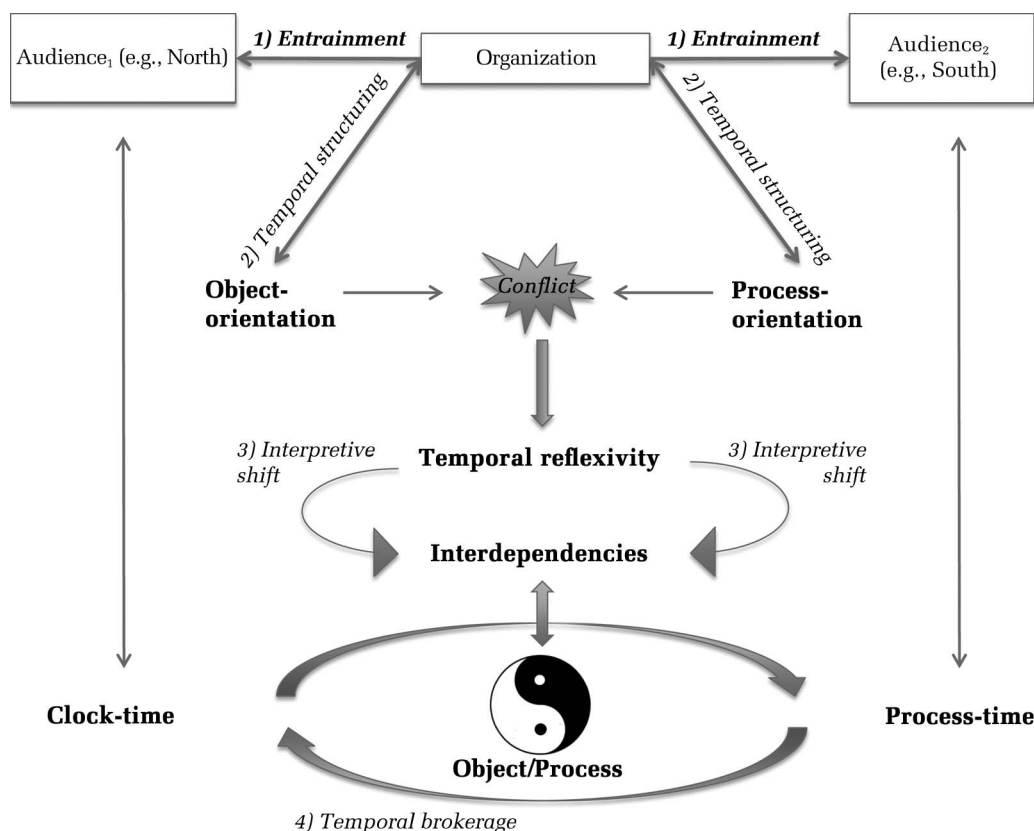 1) Entrainment
1) Entrainment
Audience₁ (e.g., North)
Organization
Audience₂
(e.g., South)
2) Temporal structuring
2) Temporal structuring
Conflict
Object-
orientation
Process-
orientation
3) Interpretive
shift
Temporal reflexivity
3) Interpretive
shift
Interdependencies
Clock-time
Process-time
Object/Process
4) Temporal brokerage